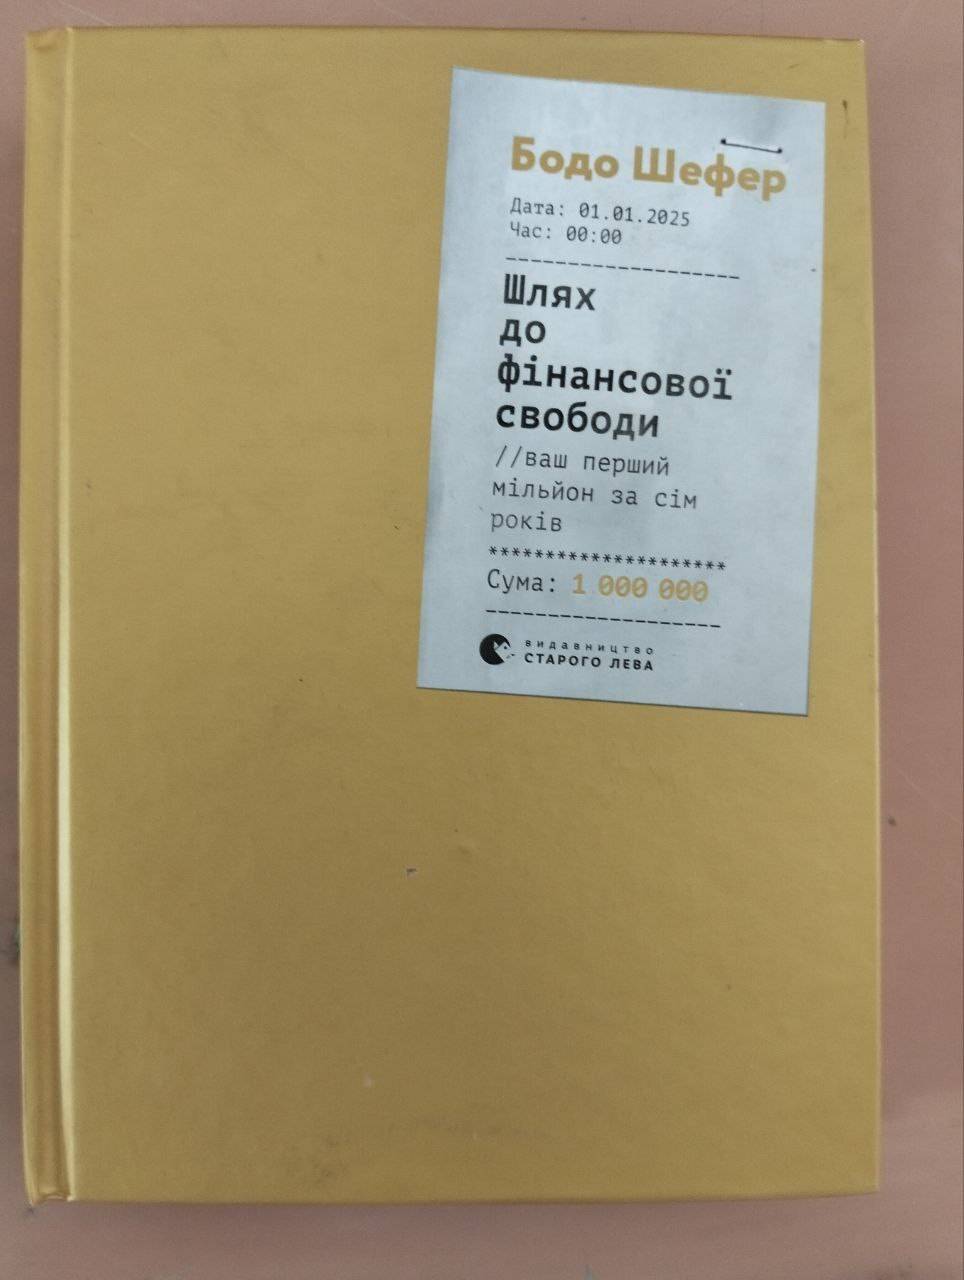 Бодо Шефер
Дата: 01.01.2025
Час: 00:00
-------------------
Шлях
до
фінансової
свободи
//ваш перший
мільйон за сім
років
*********************
Сума: 1 000 000
-------------------
видавництво
СТАРОГО ЛЕВА